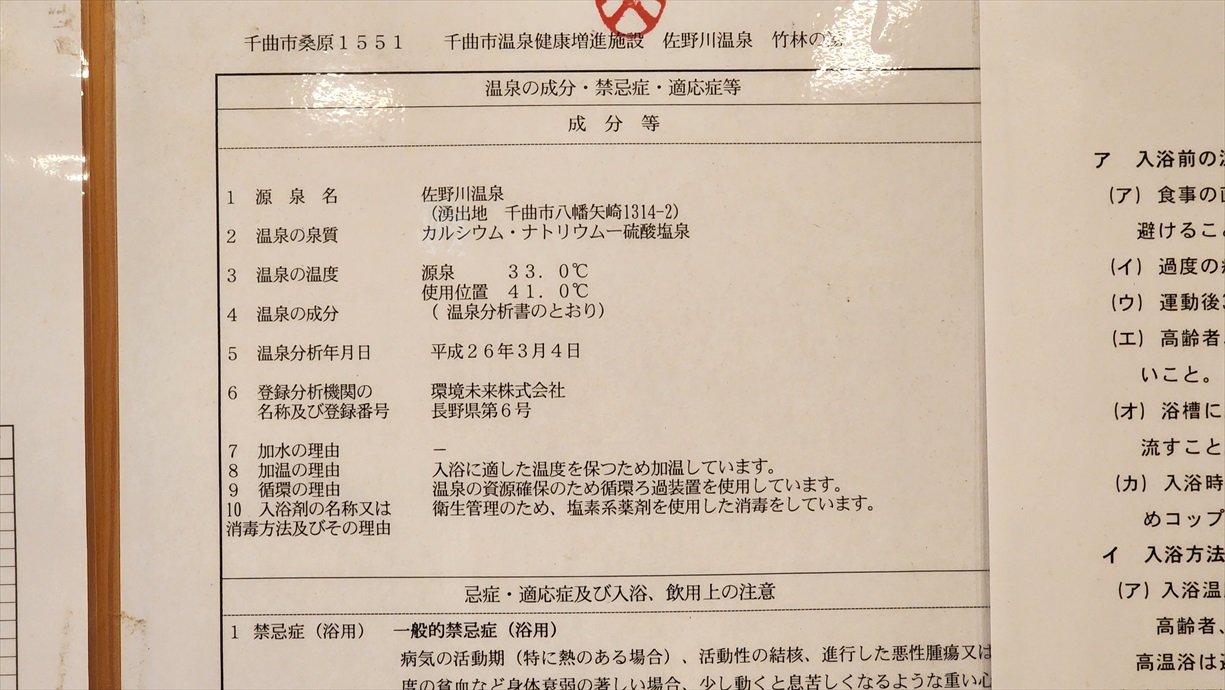 千曲市桑原1551 千曲市温泉健康増進施設 佐野川温泉 竹林の
温泉の成分・禁忌症・適応症等
成 分 等
1 源 泉 名 佐野川温泉
(湧出地 千曲市八幡矢崎1314-2)
2 温泉の泉質 カルシウム・ナトリウムー硫酸塩泉
3 温泉の温度 源泉 33.0℃
使用位置 41.0℃
4 温泉の成分 (温泉分析書のとおり)
5 温泉分析年月日 平成26年3月4日
6 登録分析機関の 環境未来株式会社
名称及び登録番号 長野県第6号
7 加水の理由 ー
8 加温の理由 入浴に適した温度を保つため加温しています。
9 循環の理由 温泉の資源確保のため循環ろ過装置を使用しています。
10 入浴剤の名称又は 衛生管理のため、塩素系薬剤を使用した消毒をしています。
消毒方法及びその理由
忌症・適応症及び入浴、飲用上の注意
1 禁忌症(浴用) 一般的禁忌症(浴用)
病気の活動期(特に熱のある場合)、活動性の結核、進行した悪性腫瘍又は
度の貧血など身体衰弱の著しい場合、少し動くと息苦しくなるような重い心
ア 入浴前の
(ア) 食事の
避けるこ
(イ) 過度の
(ウ) 運動後
(エ) 高齢者、
いこと。
(オ) 浴槽に
流すこと
(カ) 入浴時
めコップ
イ 入浴方法
(ア) 入浴温
高齢者、
高温浴は